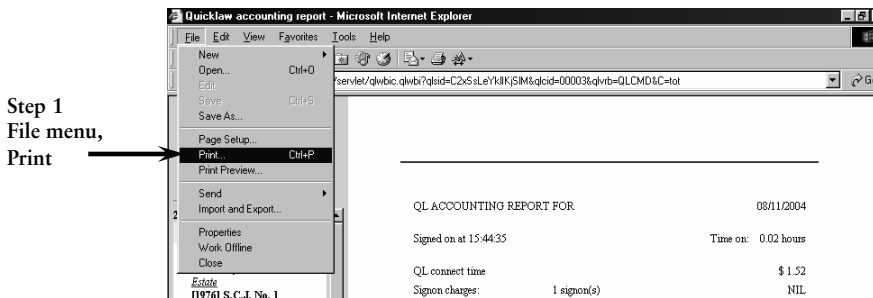 Quicklaw accounting report - Microsoft Internet Explorer
File Edit View Favorites Tools Help
New
Open... Ctrl+O
Edit
Save Ctrl+S
Save As...
Page Setup...
Print... Ctrl+P
Print Preview...
Send
Import and Export...
Properties
Work Offline
Close
Step 1
File menu,
Print
QL ACCOUNTING REPORT FOR 08/11/2004
Signed on at 15:44:35 Time on: 0.02 hours
QL connect time $ 1.52
Signon charges: 1 signon(s) NIL
Estate
[1976] S.C.J. No. 1